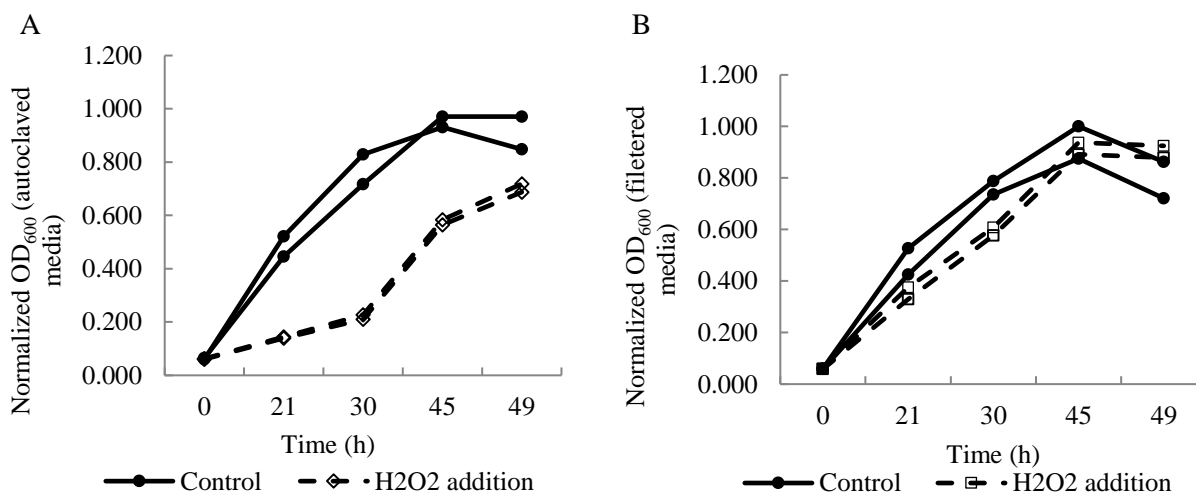 A
Normalized OD600 (autoclaved
media)
1.200
1.000
0.800
0.600
0.400
0.200
0.000
0 21 30 45 49
Time (h)
Control H2O2 addition
B
Normalized OD600 (filetered
media)
1.200
1.000
0.800
0.600
0.400
0.200
0.000
0 21 30 45 49
Time (h)
Control H2O2 addition